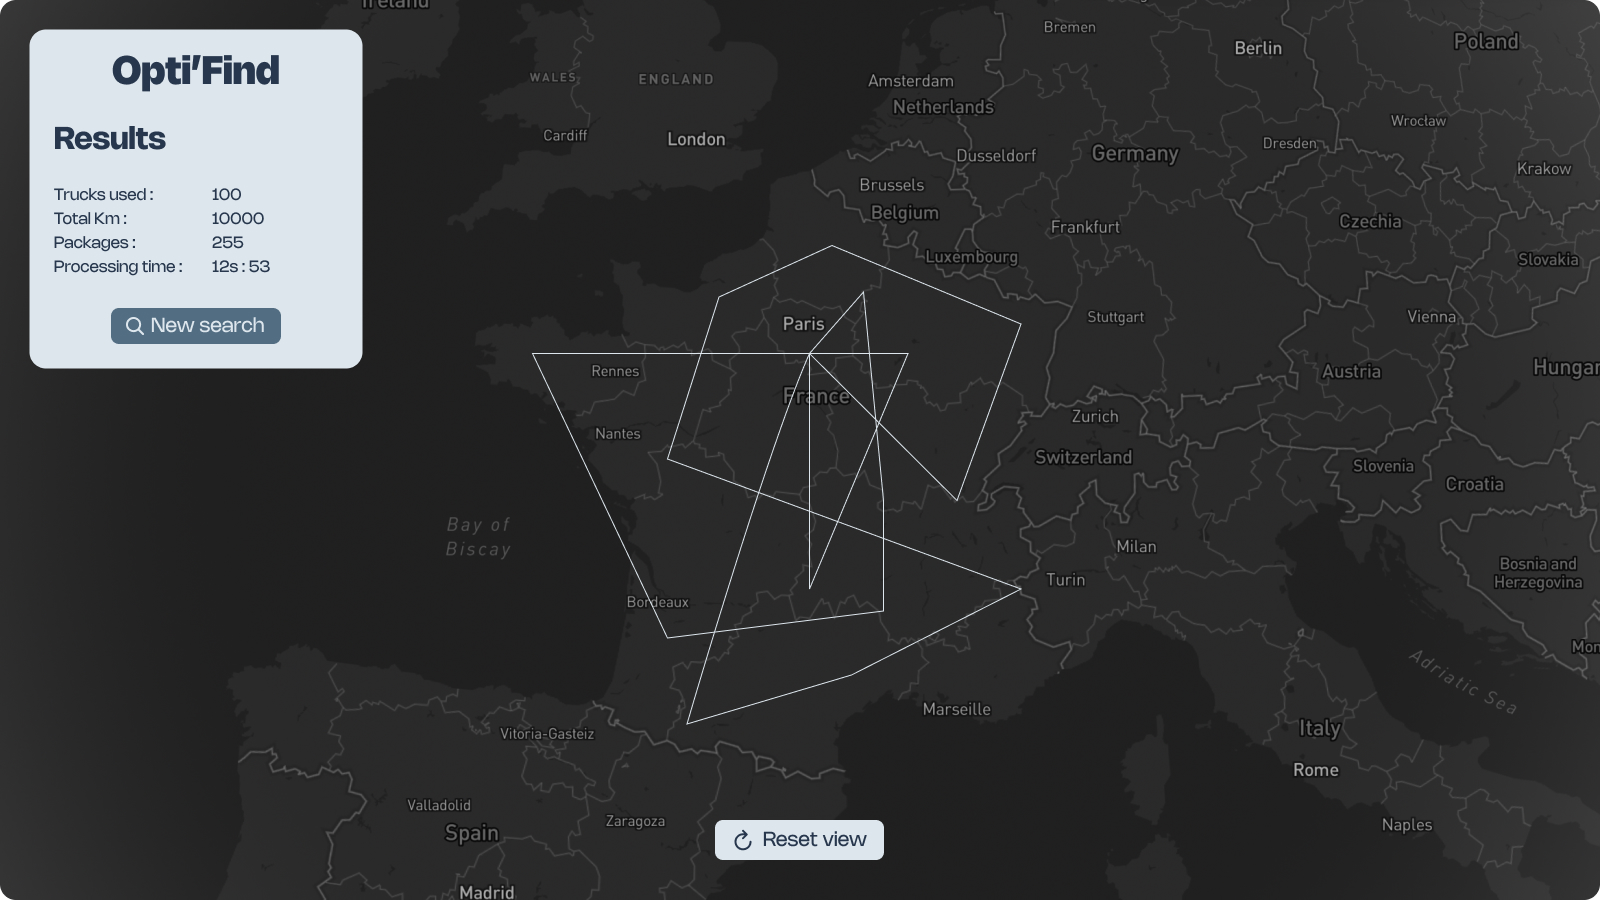 Opti'Find
Results
Trucks used : 100
Total Km : 10000
Packages : 255
Processing time : 12s : 53
New search
Ireland
WALES
ENGLAND
Cardiff
London
Bremen
Berlin
Poland
Amsterdam
Netherlands
Wrocław
Dusseldorf
Germany
Dresden
Krakow
Brussels
Belgium
Frankfurt
Czechia
Luxembourg
Slovakia
Paris
Stuttgart
Vienna
Rennes
France
Austria
Hungar
Nantes
Zurich
Switzerland
Slovenia
Croatia
Bay of
Biscay
Milan
Turin
Bosnia and
Herzegovina
Bordeaux
Mon
Adriatic Sea
Marseille
Vitoria-Gasteiz
Italy
Rome
Valladolid
Spain
Zaragoza
Naples
Reset view
Madrid